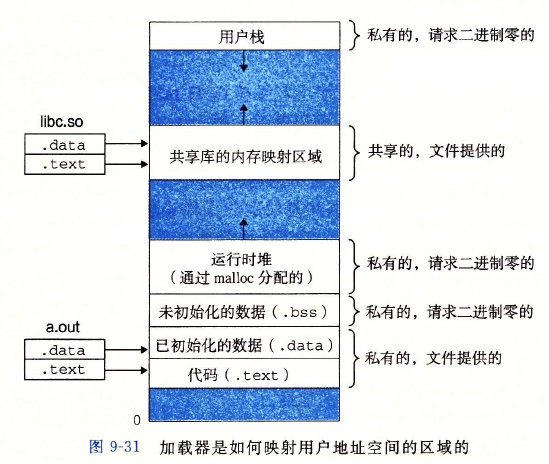 用户栈
私有的，请求二进制零的
libc.so
.data
.text
共享库的内存映射区域
共享的，文件提供的
运行时堆
（通过 malloc 分配的）
私有的，请求二进制零的
未初始化的数据（.bss）
私有的，请求二进制零的
a.out
.data
.text
已初始化的数据（.data）
代码（.text）
私有的，文件提供的
0
图 9-31 加载器是如何映射用户地址空间的区域的